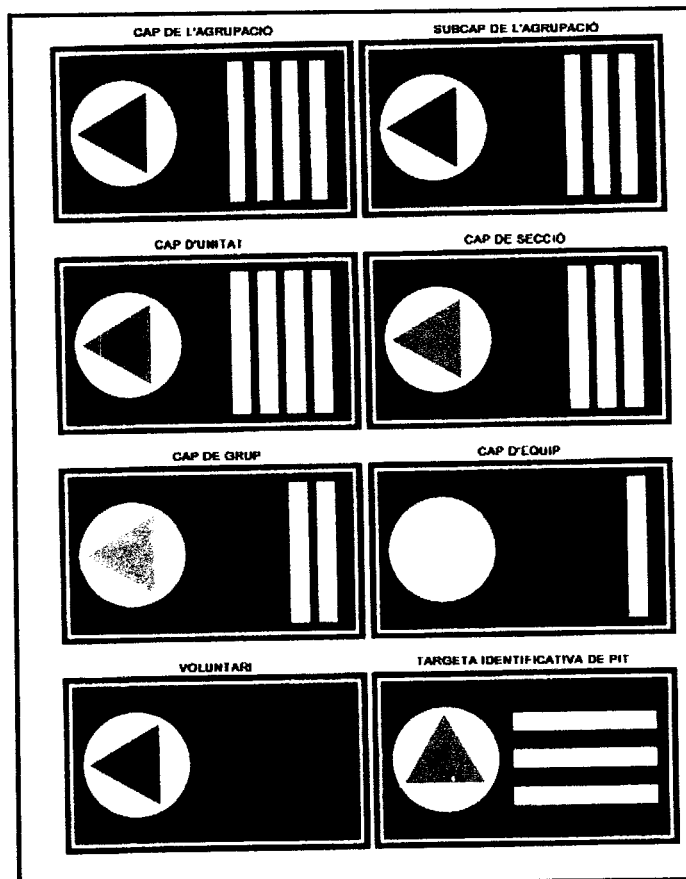 CAP DE L'AGRUPACIÓ
SUBCAP DE L'AGRUPACIÓ
CAP D'UNITAT
CAP DE SECCIÓ
CAP DE GRUP
CAP D'EQUIP
VOLUNTARI
TARGETA IDENTIFICATIVA DE PIT